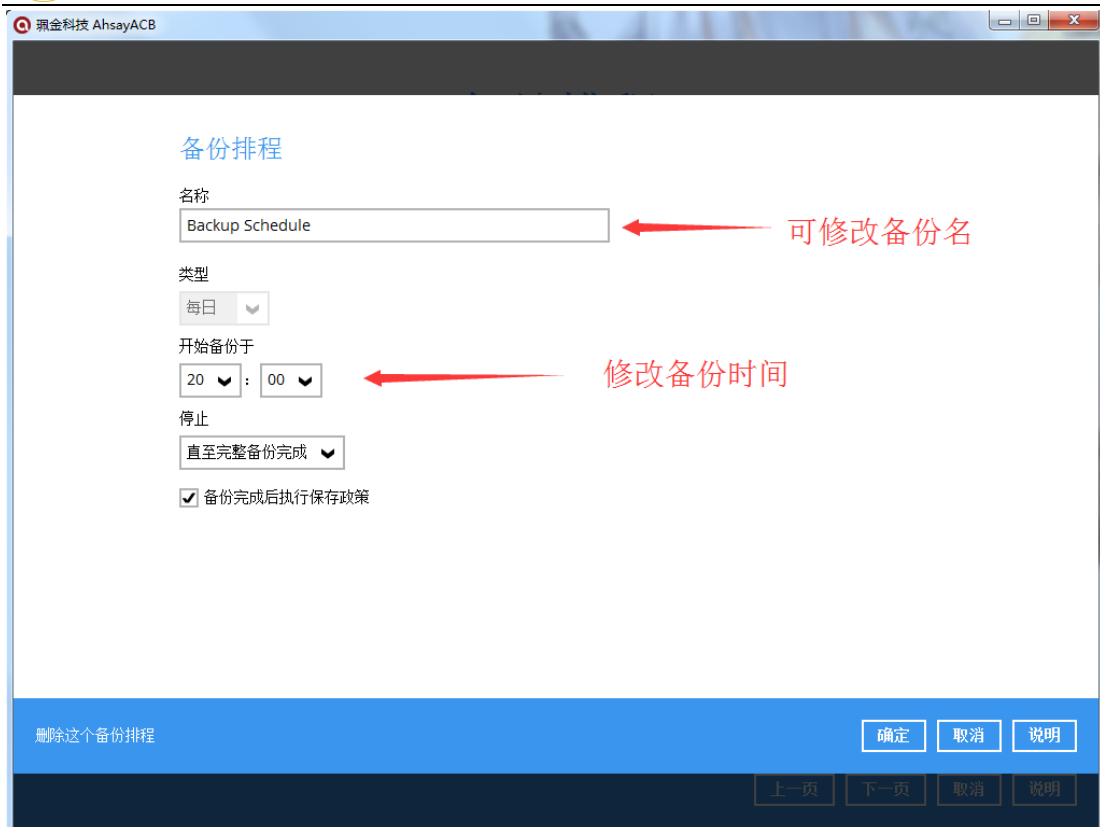 珮金科技 AhsayACB
备份排程
名称
Backup Schedule
可修改备份名
类型
每日
开始备份于
20 : 00
修改备份时间
停止
直至完整备份完成
备份完成后执行保存政策
删除这个备份排程
确定 取消 说明
上一页 下一页 取消 说明